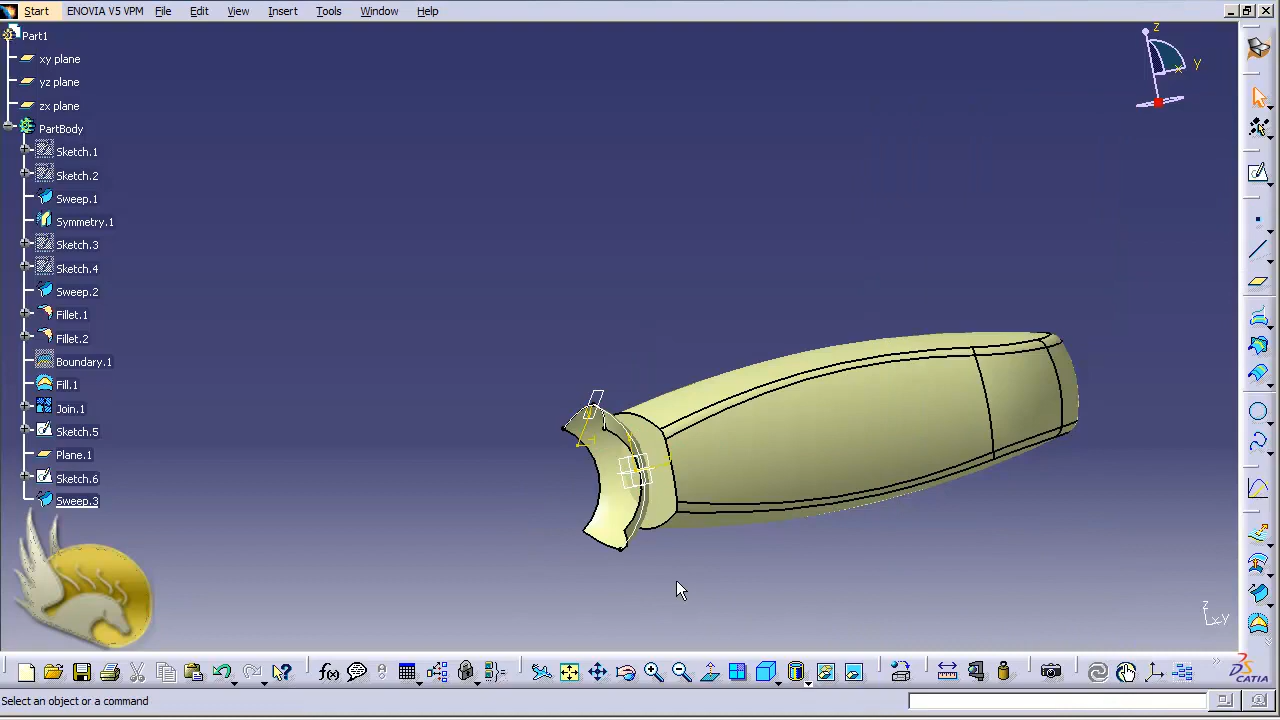 Start ENOVIA V5 VPM File Edit View Insert Tools Window Help
Part1
xy plane
yz plane
zx plane
PartBody
Sketch.1
Sketch.2
Sweep.1
Symmetry.1
Sketch.3
Sketch.4
Sweep.2
Fillet.1
Fillet.2
Boundary.1
Fill.1
Join.1
Sketch.5
Plane.1
Sketch.6
Sweep.3
z
x
y
z
x y
f(x)
CATIA
Select an object or a command